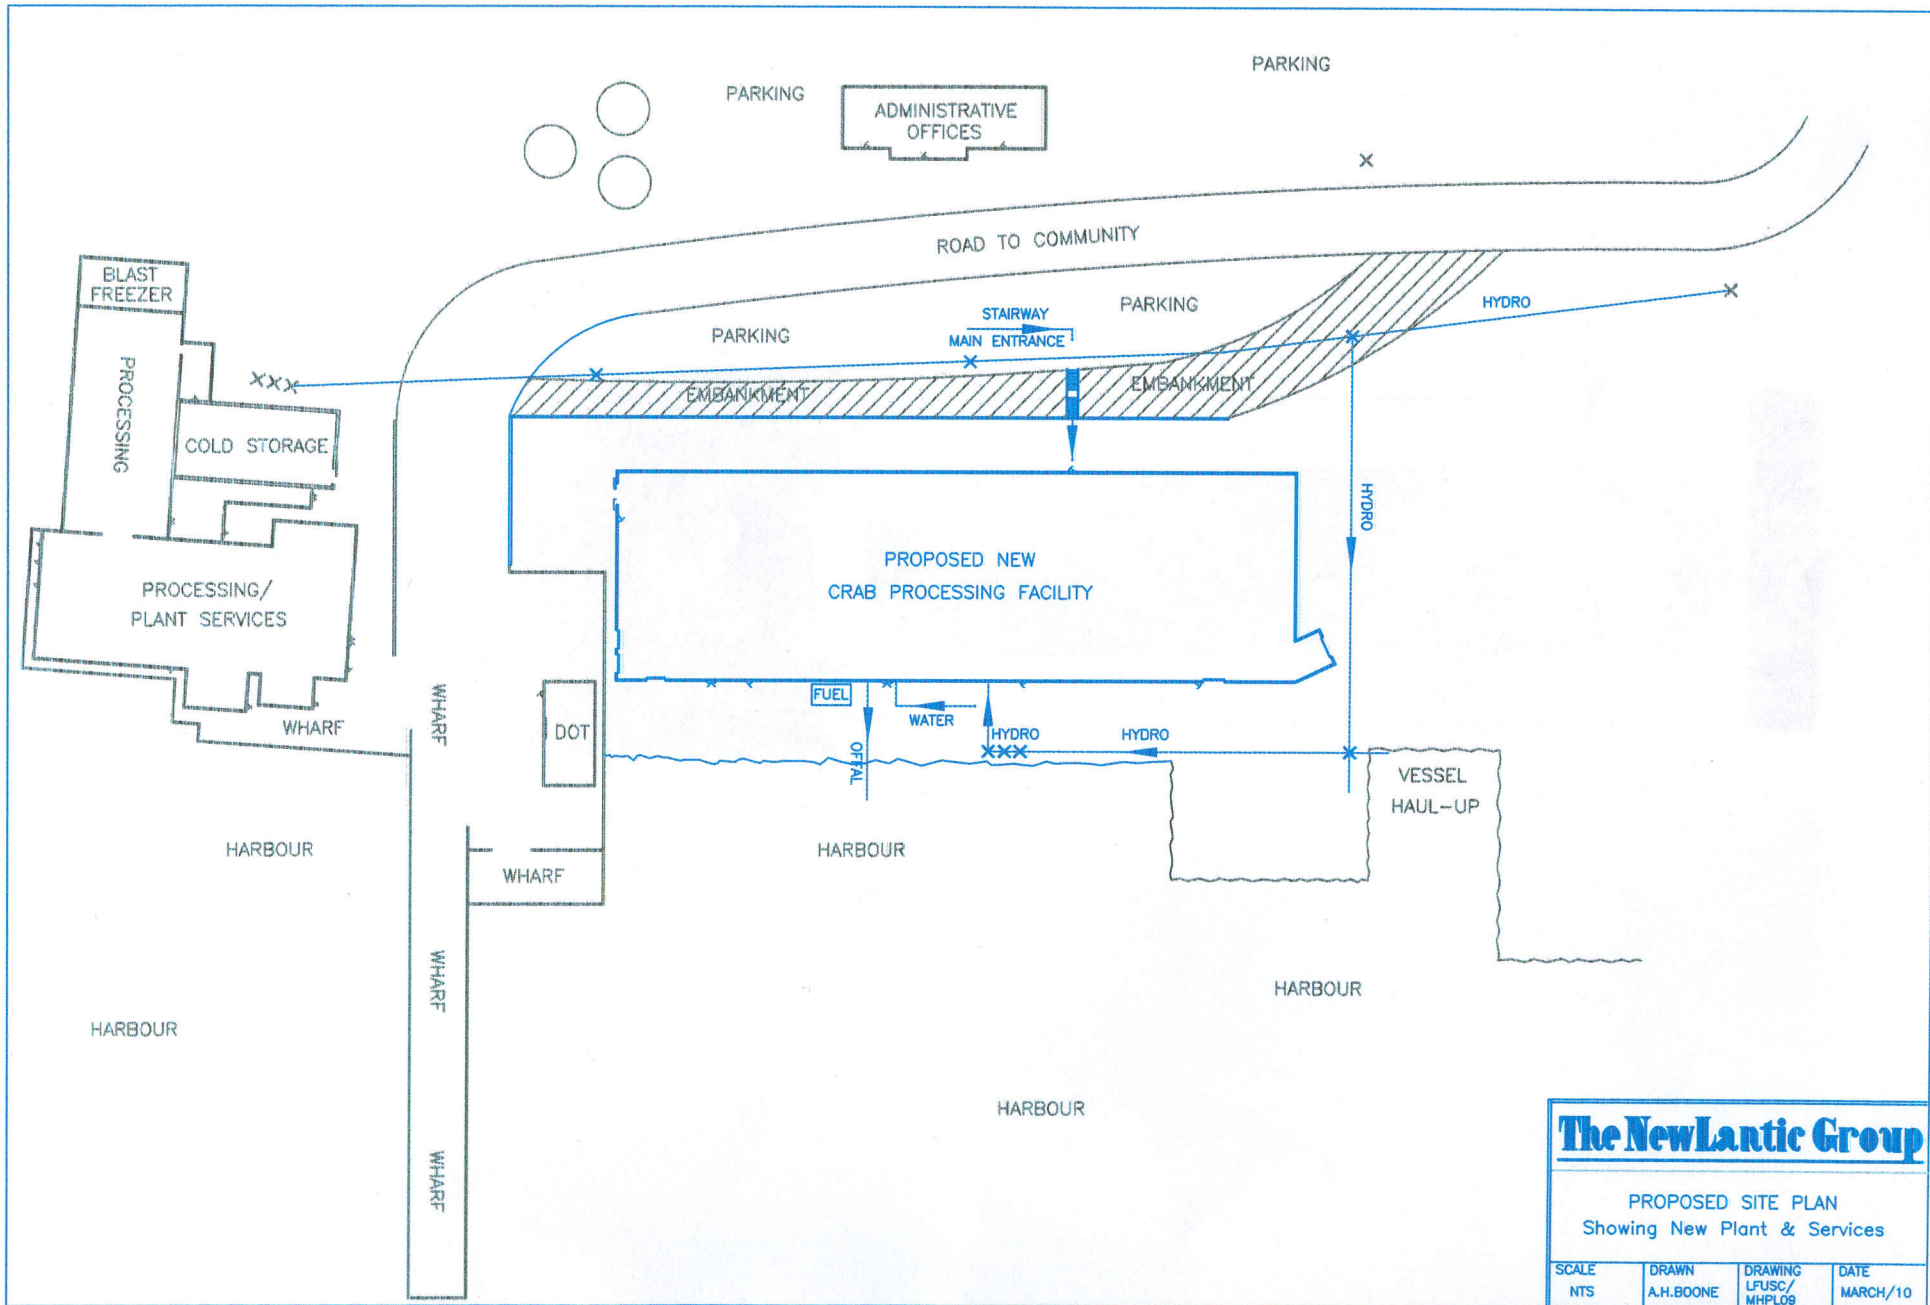 PARKING
PARKING
ADMINISTRATIVE
OFFICES
ROAD TO COMMUNITY
BLAST
FREEZER
PROCESSING
COLD STORAGE
PROCESSING/
PLANT SERVICES
WHARF
PARKING
PARKING
STAIRWAY
MAIN ENTRANCE
HYDRO
EMBANKMENT
EMBANKMENT
HYDRO
PROPOSED NEW
CRAB PROCESSING FACILITY
FUEL
WATER
OFFAL
HYDRO
HYDRO
WHARF
DOT
VESSEL
HAUL-UP
HARBOUR
HARBOUR
WHARF
WHARF
HARBOUR
HARBOUR
HARBOUR
WHARF
The NewLantic Group
PROPOSED SITE PLAN
Showing New Plant & Services
SCALE
NTS
DRAWN
A.H.BOONE
DRAWING
LFUSC/
MHPL09
DATE
MARCH/10